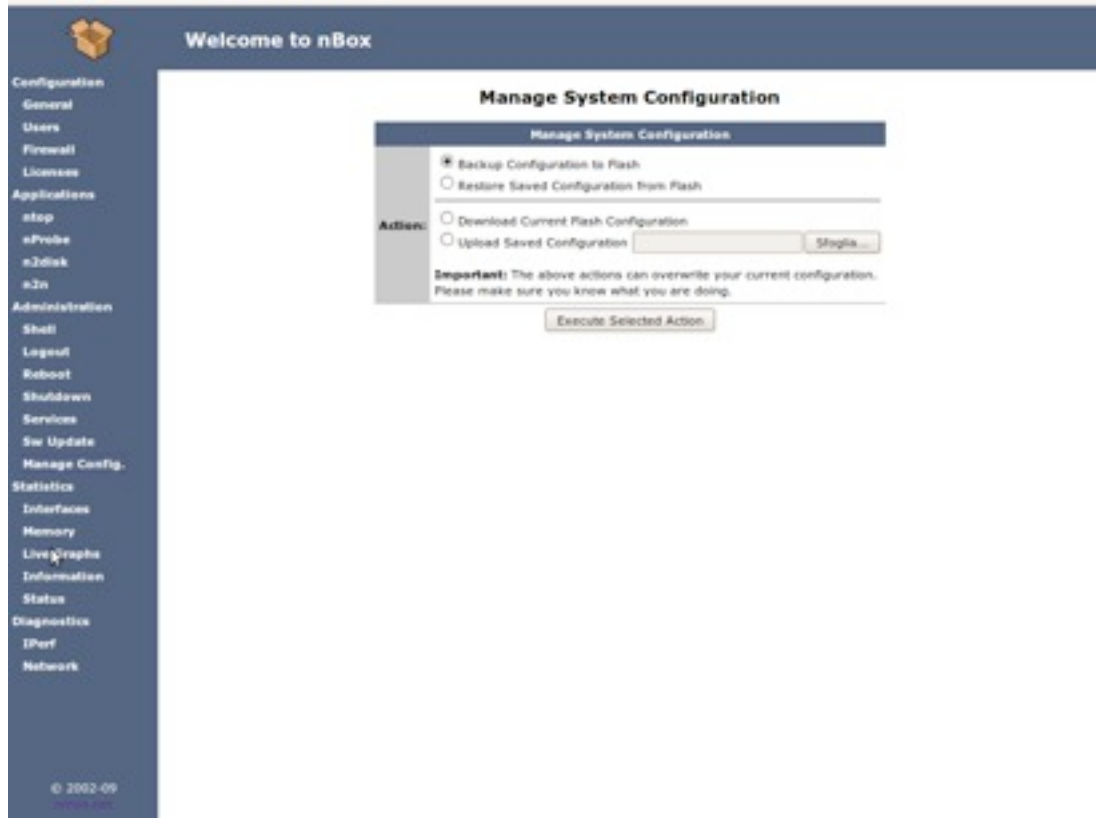 Welcome to nBox
Configuration
General
Users
Firewall
Licenses
Applications
ntop
nProbe
n2disk
n2n
Administration
Shell
Logout
Reboot
Shutdown
Services
Sw Update
Manage Config.
Statistics
Interfaces
Memory
Live Graphs
Information
Status
Diagnostics
IPerf
Network
© 2002-09
Manage System Configuration
Manage System Configuration
Action:
Backup Configuration to Flash
Restore Saved Configuration from Flash
Download Current Flash Configuration
Upload Saved Configuration Sfoglia...
Important: The above actions can overwrite your current configuration.
Please make sure you know what you are doing.
Execute Selected Action